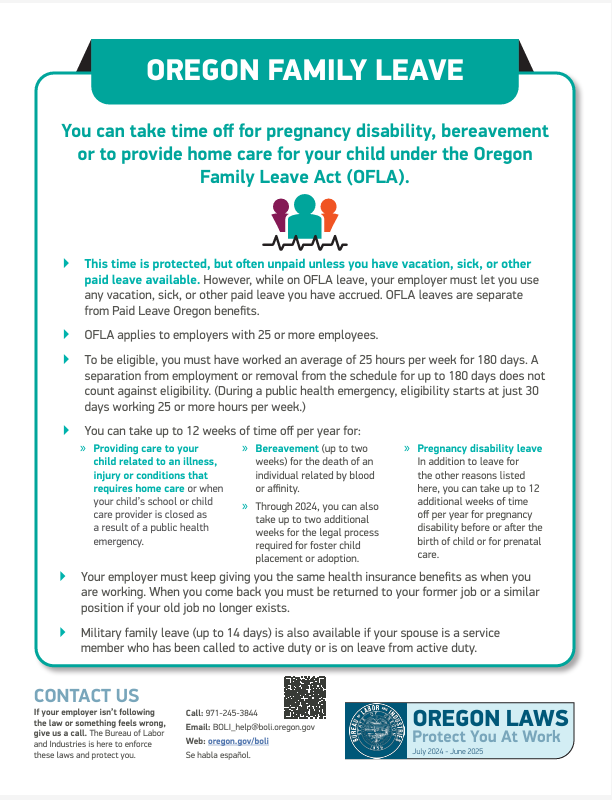 OREGON FAMILY LEAVE
You can take time off for pregnancy disability, bereavement
or to provide home care for your child under the Oregon
Family Leave Act (OFLA).
This time is protected, but often unpaid unless you have vacation, sick, or other
paid leave available. However, while on OFLA leave, your employer must let you use
any vacation, sick, or other paid leave you have accrued. OFLA leaves are separate
from Paid Leave Oregon benefits.
OFLA applies to employers with 25 or more employees.
To be eligible, you must have worked an average of 25 hours per week for 180 days. A
separation from employment or removal from the schedule for up to 180 days does not
count against eligibility. (During a public health emergency, eligibility starts at just 30
days working 25 or more hours per week.)
You can take up to 12 weeks of time off per year for:
» Providing care to your
child related to an illness,
injury or conditions that
requires home care or when
your child's school or child
care provider is closed as
a result of a public health
emergency.
» Bereavement (up to two
weeks) for the death of an
individual related by blood
or affinity.
» Through 2024, you can also
take up to two additional
weeks for the legal process
required for foster child
placement or adoption.
» Pregnancy disability leave
In addition to leave for
the other reasons listed
here, you can take up to 12
additional weeks of time
off per year for pregnancy
disability before or after the
birth of child or for prenatal
care.
Your employer must keep giving you the same health insurance benefits as when you
are working. When you come back you must be returned to your former job or a similar
position if your old job no longer exists.
Military family leave (up to 14 days) is also available if your spouse is a service
member who has been called to active duty or is on leave from active duty.
CONTACT US
If your employer isn't following
the law or something feels wrong,
give us a call. The Bureau of Labor
and Industries is here to enforce
these laws and protect you.
Call: 971-245-3844
Email: BOLI_help@boli.oregon.gov
Web: oregon.gov/boli
Se habla español.
BUREAU OF LABOR AND INDUSTRIES
1859
OREGON LAWS
Protect You At Work
July 2024 - June 2025